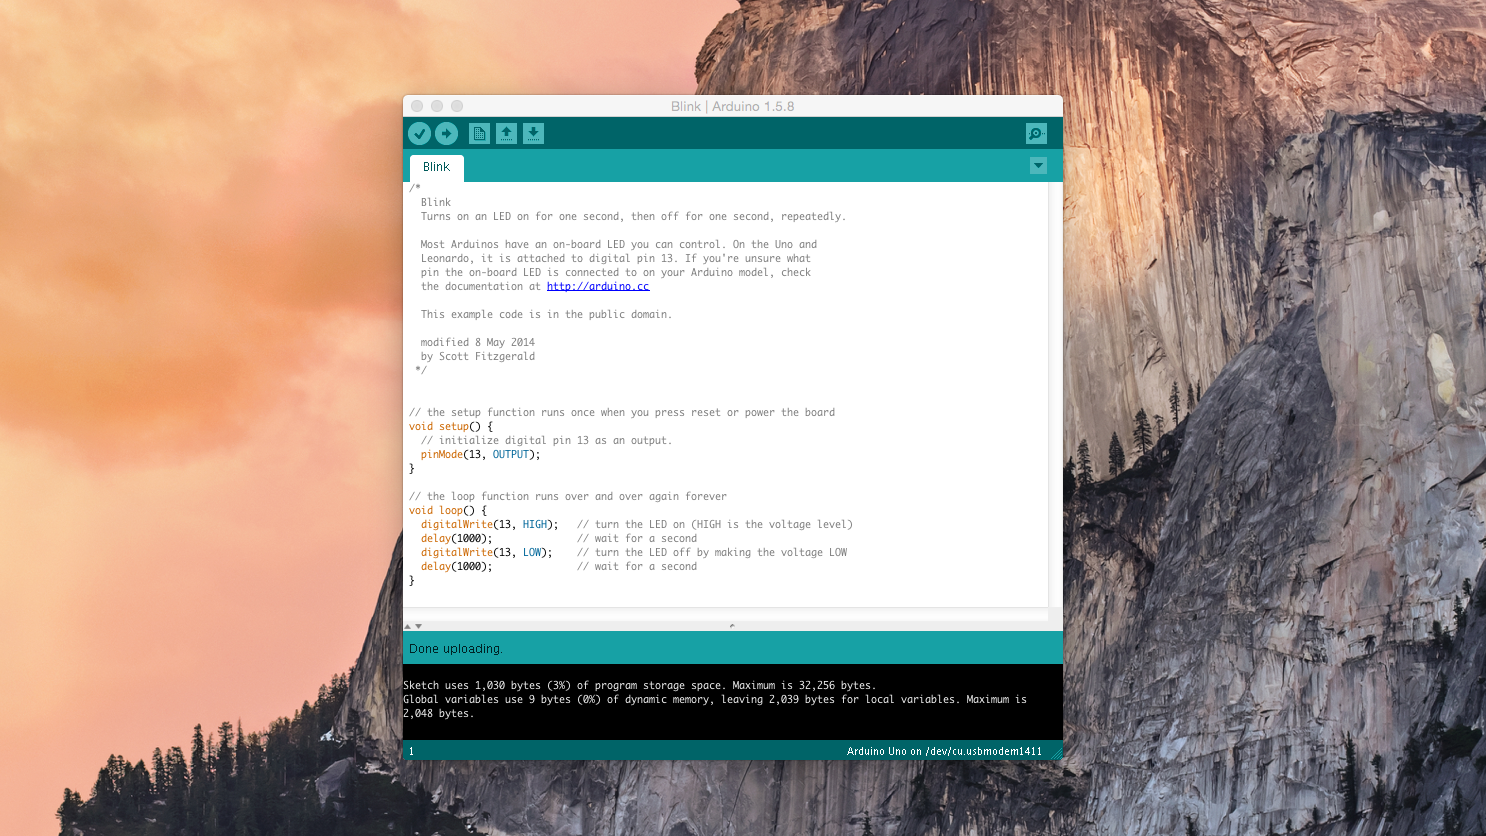 Blink | Arduino 1.5.8
Blink
/*
  Blink
  Turns on an LED on for one second, then off for one second, repeatedly.

  Most Arduinos have an on-board LED you can control. On the Uno and
  Leonardo, it is attached to digital pin 13. If you're unsure what
  pin the on-board LED is connected to on your Arduino model, check
  the documentation at http://arduino.cc

  This example code is in the public domain.

  modified 8 May 2014
  by Scott Fitzgerald
 */

// the setup function runs once when you press reset or power the board
void setup() {
  // initialize digital pin 13 as an output.
  pinMode(13, OUTPUT);
}

// the loop function runs over and over again forever
void loop() {
  digitalWrite(13, HIGH);   // turn the LED on (HIGH is the voltage level)
  delay(1000);              // wait for a second
  digitalWrite(13, LOW);    // turn the LED off by making the voltage LOW
  delay(1000);              // wait for a second
}
Done uploading.
Sketch uses 1,030 bytes (3%) of program storage space. Maximum is 32,256 bytes.
Global variables use 9 bytes (0%) of dynamic memory, leaving 2,039 bytes for local variables. Maximum is
2,048 bytes.
1 Arduino Uno on /dev/cu.usbmodem1411